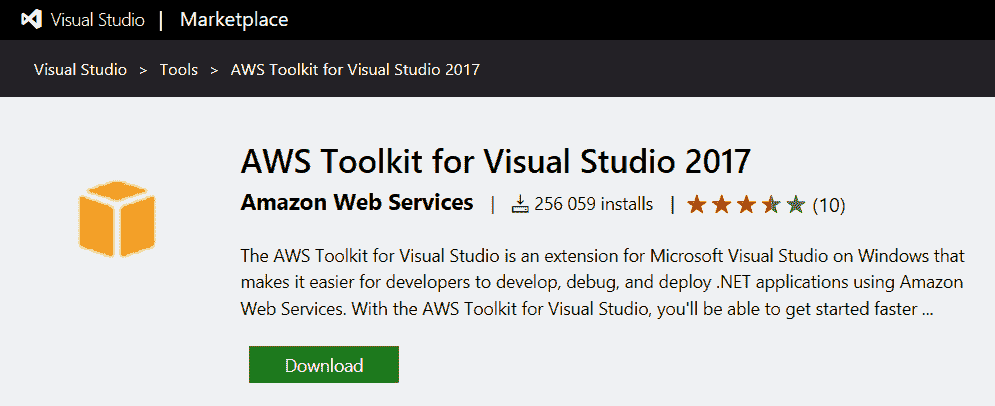 Visual Studio | Marketplace
Visual Studio > Tools > AWS Toolkit for Visual Studio 2017
AWS Toolkit for Visual Studio 2017
Amazon Web Services | 256 059 installs | (10)
The AWS Toolkit for Visual Studio is an extension for Microsoft Visual Studio on Windows that
makes it easier for developers to develop, debug, and deploy .NET applications using Amazon
Web Services. With the AWS Toolkit for Visual Studio, you'll be able to get started faster ...
Download